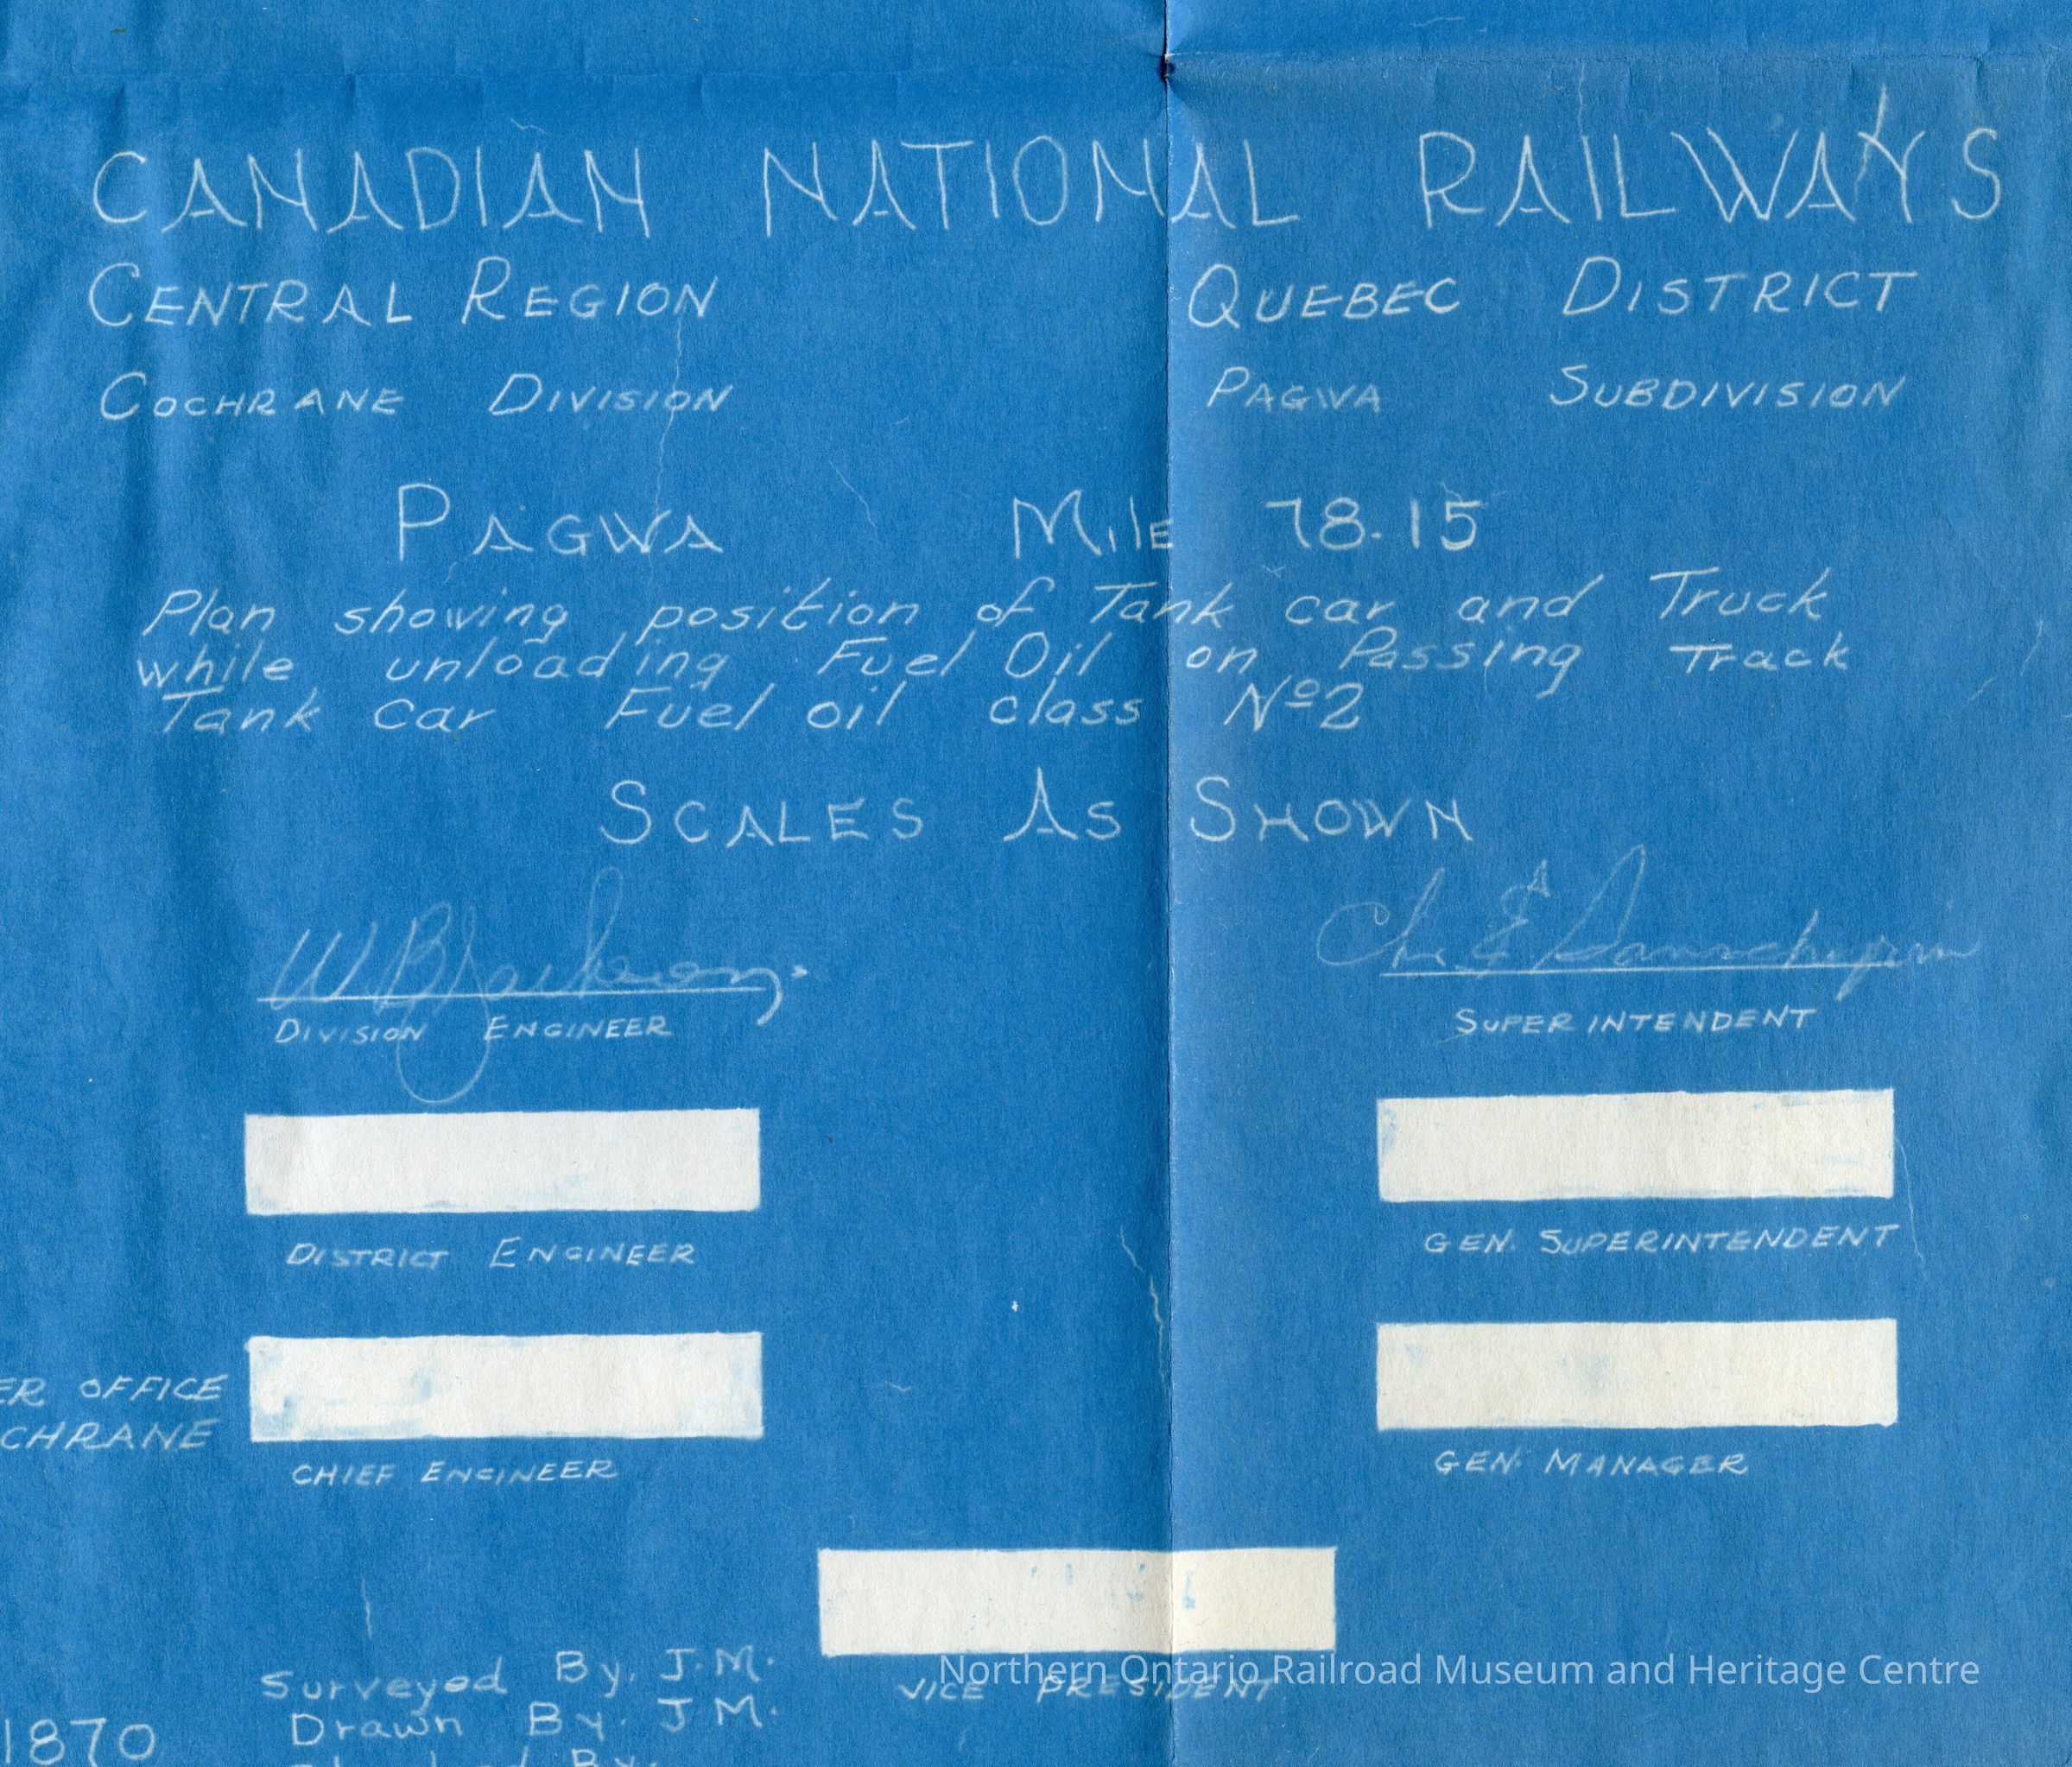 CANADIAN NATIONAL RAILWAYS
CENTRAL REGION QUEBEC DISTRICT
COCHRANE DIVISION PAGWA SUBDIVISION
PAGWA MILE 78.15
Plan showing position of Tank car and Truck
while unloading Fuel Oil on Passing Track
Tank Car Fuel oil class Nº2
SCALES AS SHOWN
DIVISION ENGINEER SUPERINTENDENT
DISTRICT ENGINEER GEN. SUPERINTENDENT
ER OFFICE
CHRANE
CHIEF ENGINEER GEN. MANAGER
VICE PRESIDENT
Northern Ontario Railroad Museum and Heritage Centre
Surveyed By. J.M.
Drawn By. J M.
1870
By.